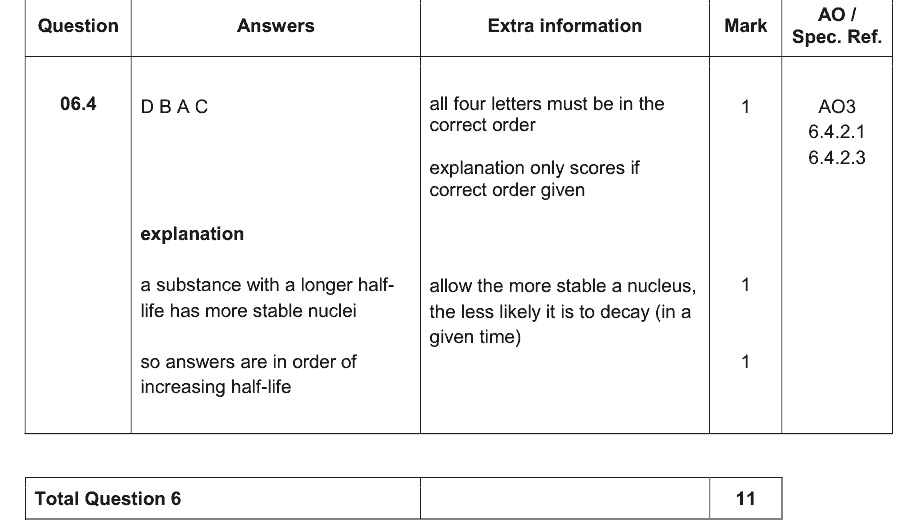 Question Answers Extra information Mark AO /
Spec. Ref.
06.4 D B A C all four letters must be in the 1 AO3
correct order 6.4.2.1
6.4.2.3
explanation only scores if
correct order given
explanation
a substance with a longer half- allow the more stable a nucleus, 1
life has more stable nuclei the less likely it is to decay (in a
given time)
so answers are in order of 1
increasing half-life
Total Question 6 11